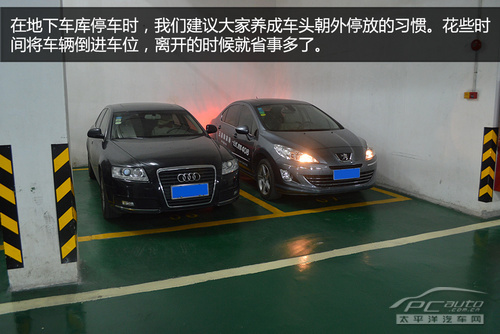 在地下车库停车时，我们建议大家养成车头朝外停放的习惯。花些时
间将车辆倒进车位，离开的时候就省事多了。
PCauto
.com.cn
太平洋汽车网